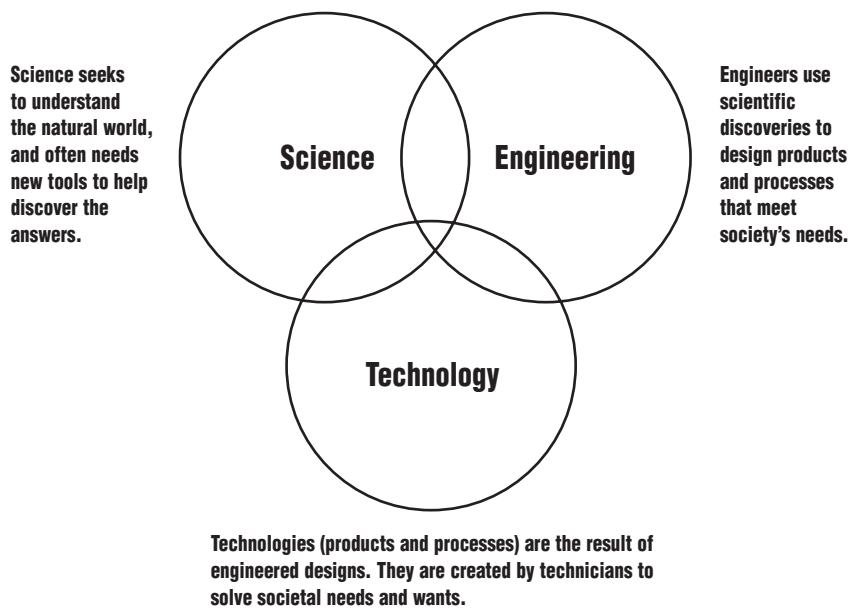 Science seeks
to understand
the natural world,
and often needs
new tools to help
discover the
answers.
Science
Engineering
Engineers use
scientific
discoveries to
design products
and processes
that meet
society's needs.
Technology
Technologies (products and processes) are the result of
engineered designs. They are created by technicians to
solve societal needs and wants.